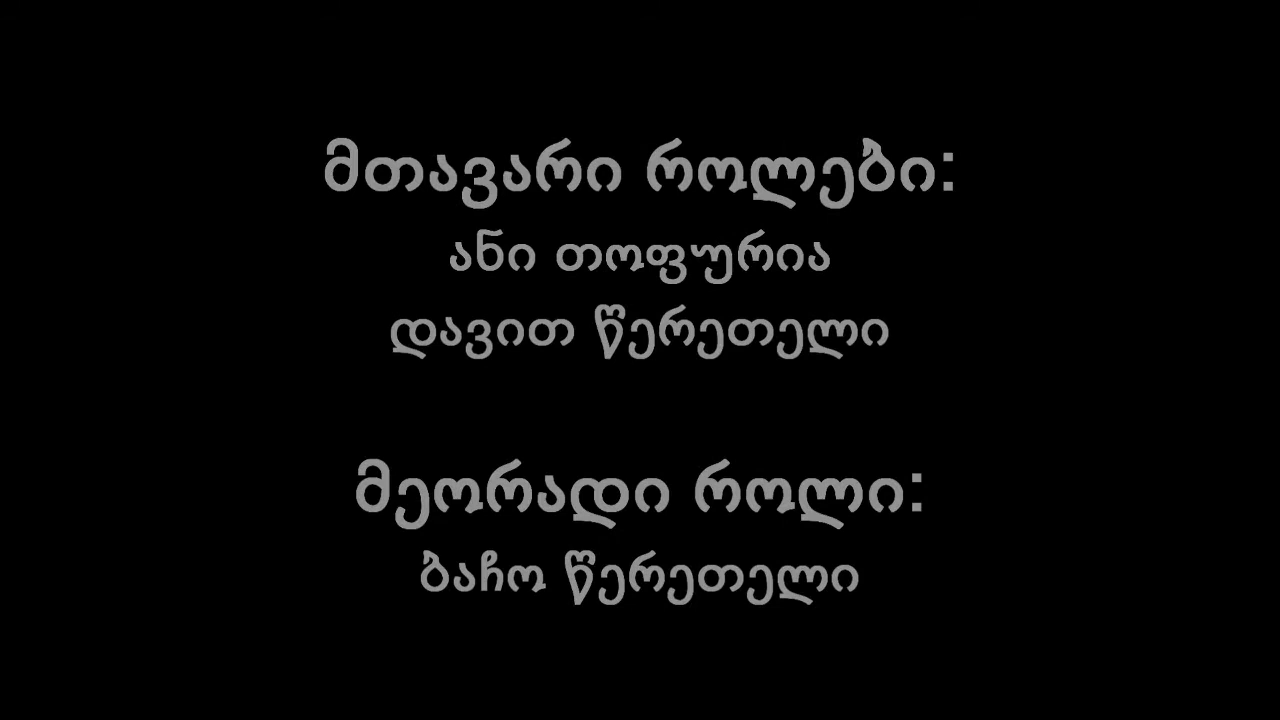 მთავარი როლები:
ანი თოფურია
დავით წერეთელი
მეორადი როლი:
ბაჩო წერეთელი